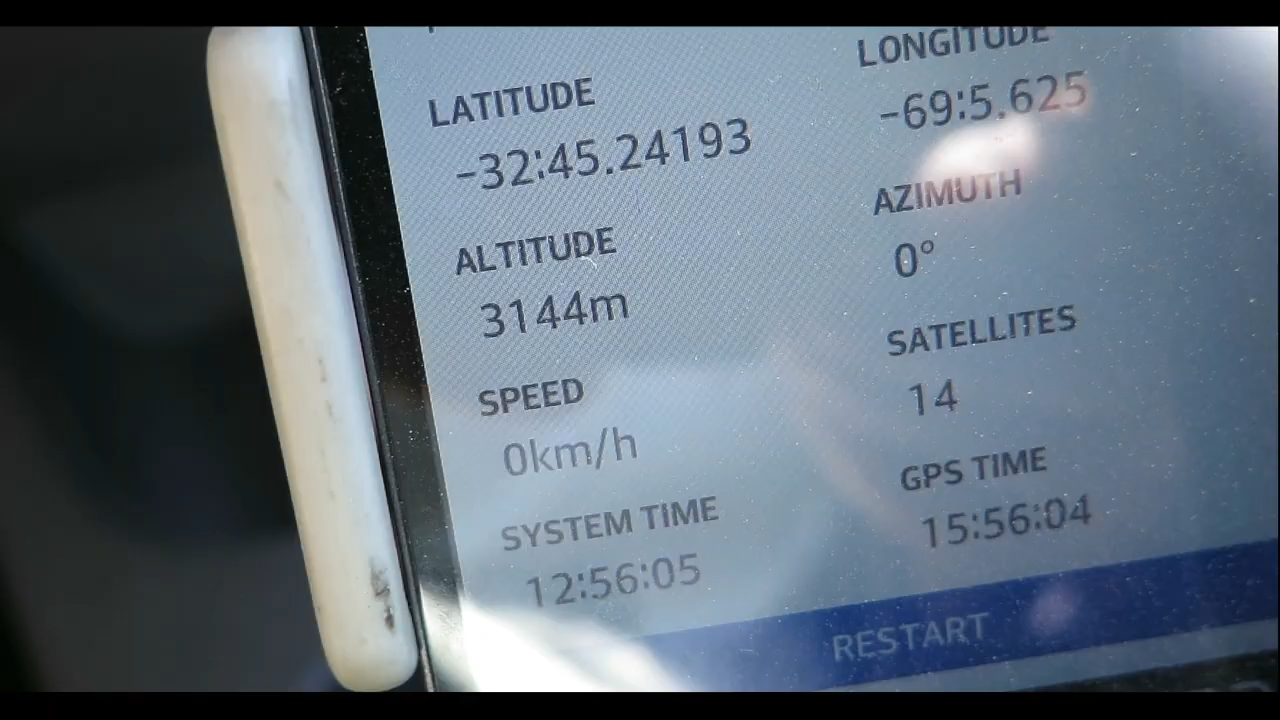 LATITUDE
-32:45.24193
LONGITUDE
-69:5.625
ALTITUDE
3144m
AZIMUTH
0°
SPEED
0km/h
SATELLITES
14
SYSTEM TIME
12:56:05
GPS TIME
15:56:04
RESTART